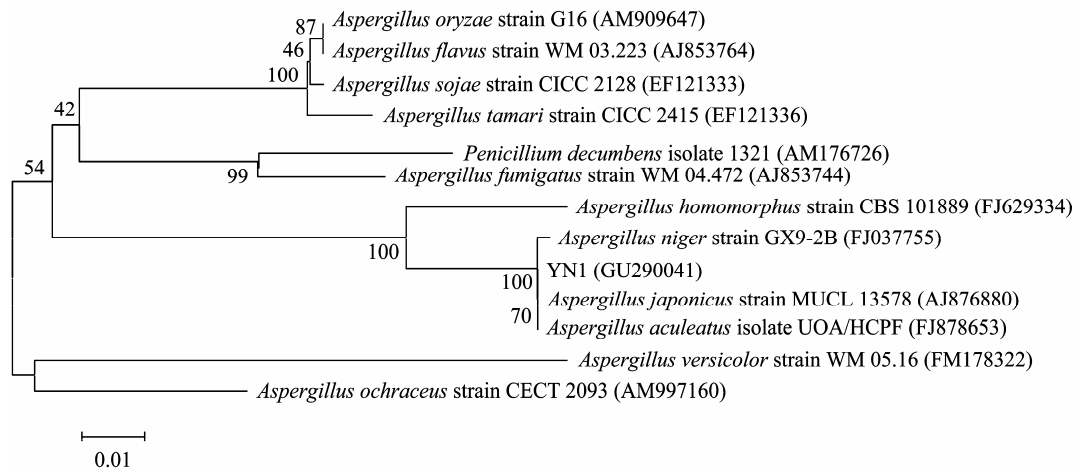 87
Aspergillus oryzae strain G16 (AM909647)
46
Aspergillus flavus strain WM 03.223 (AJ853764)
100
Aspergillus sojae strain CICC 2128 (EF121333)
42
Aspergillus tamari strain CICC 2415 (EF121336)
54
Penicillium decumbens isolate 1321 (AM176726)
99
Aspergillus fumigatus strain WM 04.472 (AJ853744)
Aspergillus homomorphus strain CBS 101889 (FJ629334)
100
Aspergillus niger strain GX9-2B (FJ037755)
100
YN1 (GU290041)
Aspergillus japonicus strain MUCL 13578 (AJ876880)
70
Aspergillus aculeatus isolate UOA/HCPF (FJ878653)
Aspergillus versicolor strain WM 05.16 (FM178322)
Aspergillus ochraceus strain CECT 2093 (AM997160)
0.01